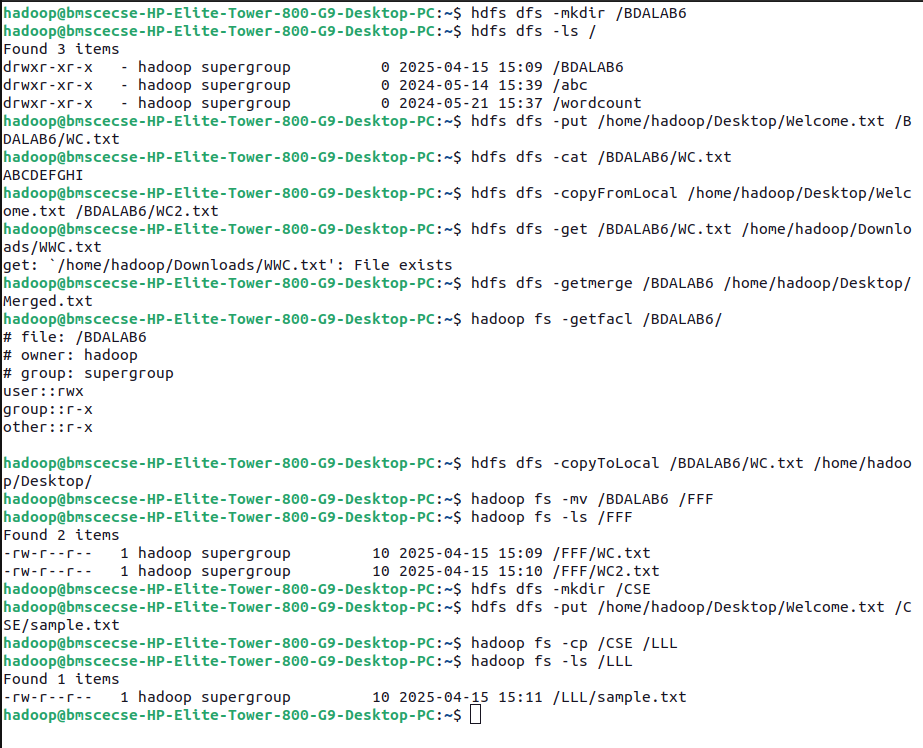 hadoop@bmscecse-HP-Elite-Tower-800-G9-Desktop-PC:~$ hdfs dfs -mkdir /BDALAB6
hadoop@bmscecse-HP-Elite-Tower-800-G9-Desktop-PC:~$ hdfs dfs -ls /
Found 3 items
drwxr-xr-x   - hadoop supergroup          0 2025-04-15 15:09 /BDALAB6
drwxr-xr-x   - hadoop supergroup          0 2024-05-14 15:39 /abc
drwxr-xr-x   - hadoop supergroup          0 2024-05-21 15:37 /wordcount
hadoop@bmscecse-HP-Elite-Tower-800-G9-Desktop-PC:~$ hdfs dfs -put /home/hadoop/Desktop/Welcome.txt /B
DALAB6/WC.txt
hadoop@bmscecse-HP-Elite-Tower-800-G9-Desktop-PC:~$ hdfs dfs -cat /BDALAB6/WC.txt
ABCDEFGHI
hadoop@bmscecse-HP-Elite-Tower-800-G9-Desktop-PC:~$ hdfs dfs -copyFromLocal /home/hadoop/Desktop/Welc
ome.txt /BDALAB6/WC2.txt
hadoop@bmscecse-HP-Elite-Tower-800-G9-Desktop-PC:~$ hdfs dfs -get /BDALAB6/WC.txt /home/hadoop/Downlo
ads/WWC.txt
get: `/home/hadoop/Downloads/WWC.txt': File exists
hadoop@bmscecse-HP-Elite-Tower-800-G9-Desktop-PC:~$ hdfs dfs -getmerge /BDALAB6 /home/hadoop/Desktop/
Merged.txt
hadoop@bmscecse-HP-Elite-Tower-800-G9-Desktop-PC:~$ hadoop fs -getfacl /BDALAB6/
# file: /BDALAB6
# owner: hadoop
# group: supergroup
user::rwx
group::r-x
other::r-x

hadoop@bmscecse-HP-Elite-Tower-800-G9-Desktop-PC:~$ hdfs dfs -copyToLocal /BDALAB6/WC.txt /home/hadoo
p/Desktop/
hadoop@bmscecse-HP-Elite-Tower-800-G9-Desktop-PC:~$ hadoop fs -mv /BDALAB6 /FFF
hadoop@bmscecse-HP-Elite-Tower-800-G9-Desktop-PC:~$ hadoop fs -ls /FFF
Found 2 items
-rw-r--r--   1 hadoop supergroup         10 2025-04-15 15:09 /FFF/WC.txt
-rw-r--r--   1 hadoop supergroup         10 2025-04-15 15:10 /FFF/WC2.txt
hadoop@bmscecse-HP-Elite-Tower-800-G9-Desktop-PC:~$ hdfs dfs -mkdir /CSE
hadoop@bmscecse-HP-Elite-Tower-800-G9-Desktop-PC:~$ hdfs dfs -put /home/hadoop/Desktop/Welcome.txt /C
SE/sample.txt
hadoop@bmscecse-HP-Elite-Tower-800-G9-Desktop-PC:~$ hadoop fs -cp /CSE /LLL
hadoop@bmscecse-HP-Elite-Tower-800-G9-Desktop-PC:~$ hadoop fs -ls /LLL
Found 1 items
-rw-r--r--   1 hadoop supergroup         10 2025-04-15 15:11 /LLL/sample.txt
hadoop@bmscecse-HP-Elite-Tower-800-G9-Desktop-PC:~$